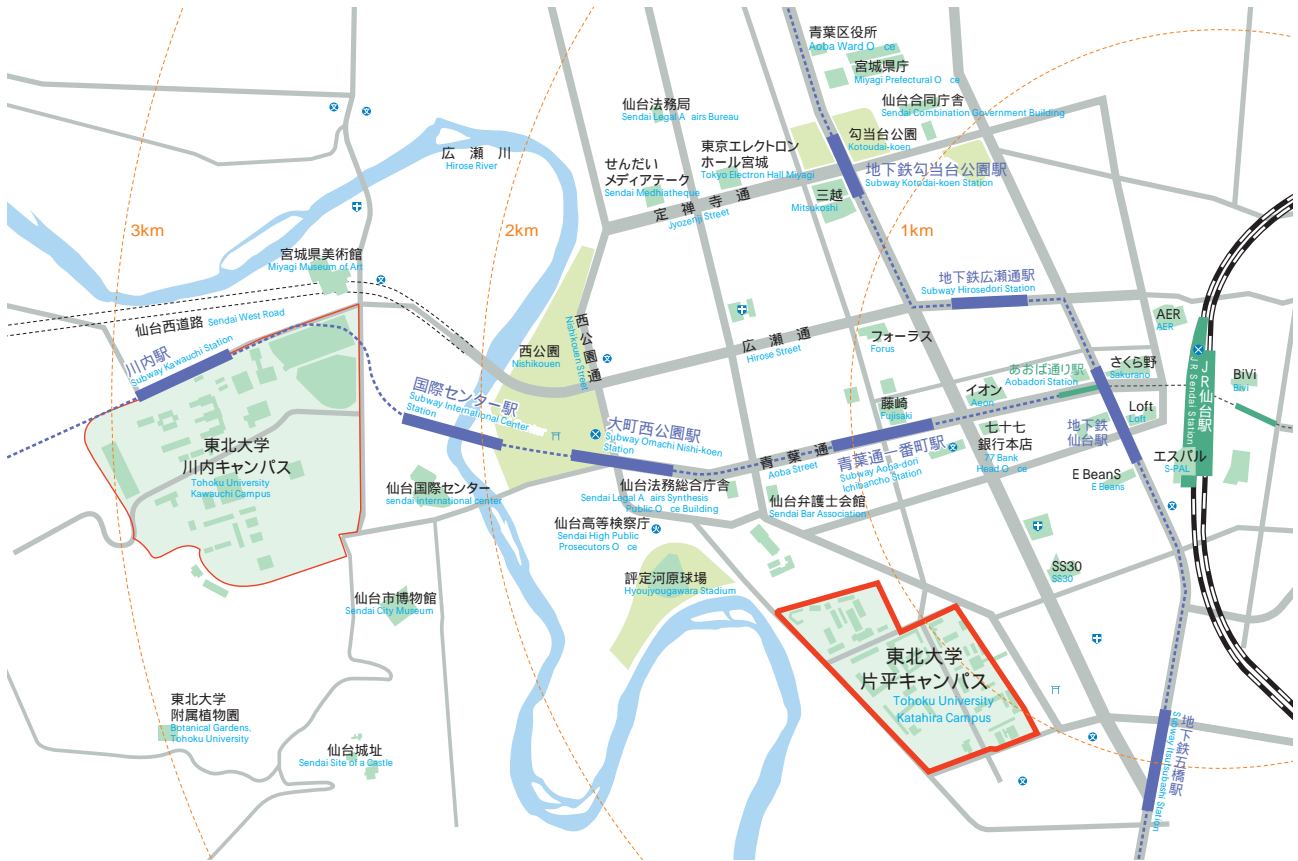 青葉区役所
Aoba Ward O ce
宮城県庁
Miyagi Prefectural O ce
仙台合同庁舎
Sendai Combination Government Building
仙台法務局
Sendai Legal A airs Bureau
勾当台公園
Kotoudai-koen
東京エレクトロン
ホール宮城
Tokyo Electron Hall Miyagi
広瀬川
Hirose River
せんだい
メディアテーク
Sendai Medhiatheque
地下鉄勾当台公園駅
Subway Kotodai-koen Station
三越
Mitsukoshi
定禅寺通
Jyozenji Street
3km
2km
1km
宮城県美術館
Miyagi Museum of Art
地下鉄広瀬通駅
Subway Hirosedori Station
仙台西道路 Sendai West Road
川内駅
Subway Kawauchi Station
西公園
Nishikouen
西公園通
Nishikouen Street
広瀬通
Hirose Street
フォーラス
Forus
AER
AER
さくら野
Sakurano
あおば通り駅
Aobadori Station
JR仙台駅
JR Sendai Station
BiVi
Bivi
イオン
Aeon
藤崎
Fujisaki
国際センター駅
Subway International Center
Station
大町西公園駅
Subway Omachi Nishi-koen
Station
青葉通
Aoba Street
青葉通一番町駅
Subway Aoba-dori
Ichibancho Station
七十七
銀行本店
77 Bank
Head O ce
地下鉄
仙台駅
Loft
Loft
エスパル
S-PAL
E BeanS
E Beans
東北大学
川内キャンパス
Tohoku University
Kawauchi Campus
仙台国際センター
sendai international center
仙台法務総合庁舎
Sendai Legal A airs Synthesis
Public O ce Building
仙台弁護士会館
Sendai Bar Association
仙台高等検察庁
Sendai High Public
Prosecutors O ce
評定河原球場
Hyoujyougawara Stadium
SS30
SS30
仙台市博物館
Sendai City Museum
東北大学
片平キャンパス
Tohoku University
Katahira Campus
東北大学
附属植物園
Botanical Gardens,
Tohoku University
仙台城址
Sendai Site of a Castle
地下鉄五橋駅
Subway Itsutsubashi Station